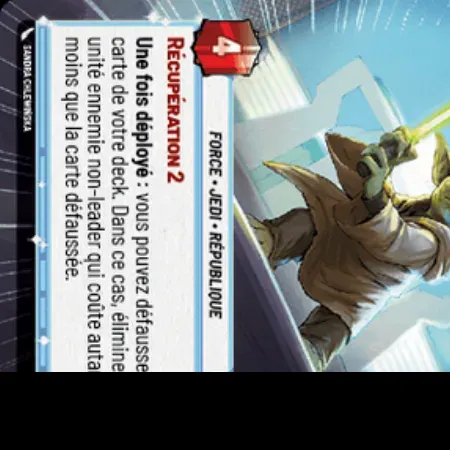 4
FORCE • JEDI • RÉPUBLIQUE
RÉCUPÉRATION 2
Une fois déployé : vous pouvez défausse
carte de votre deck. Dans ce cas, élimine
unité ennemie non-leader qui coûte auta
moins que la carte défaussée.
SANDRA CHLEWIŃSKA